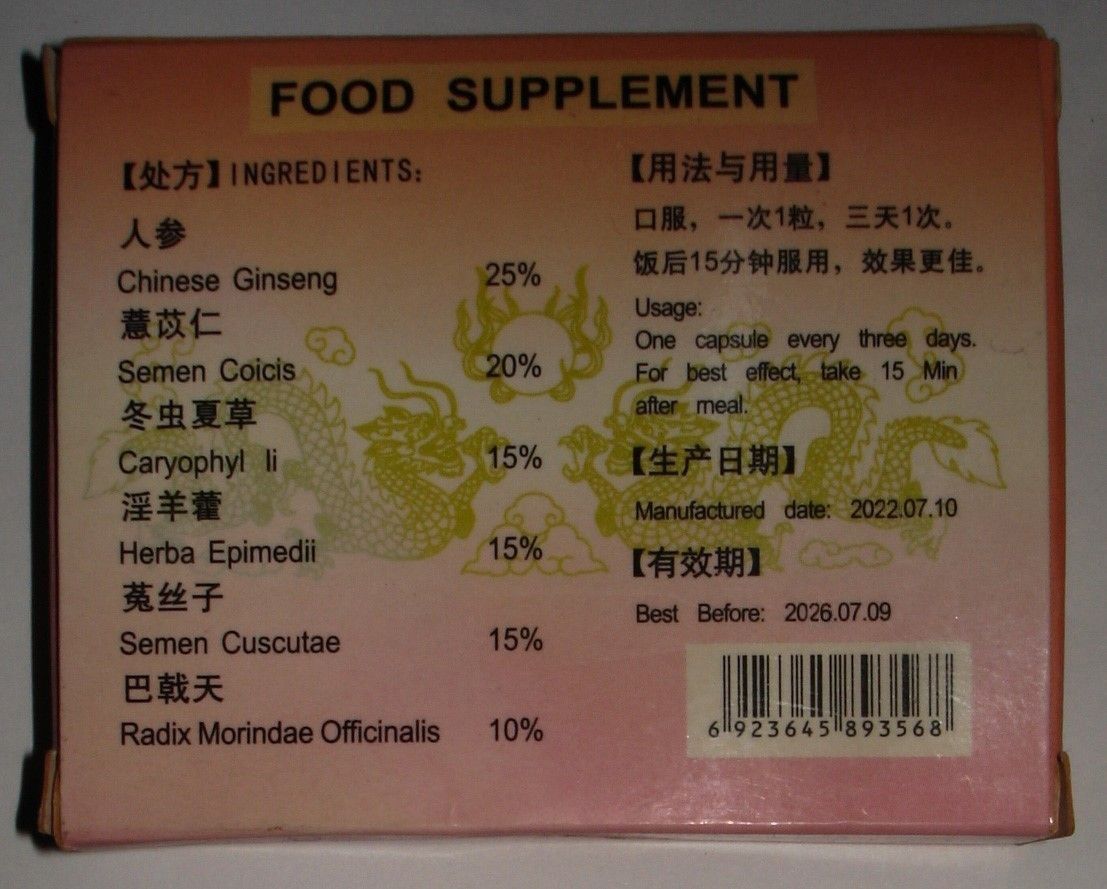 FOOD SUPPLEMENT
【处方】INGREDIENTS:
人参
Chinese Ginseng 25%
薏苡仁
Semen Coicis 20%
冬虫夏草
Caryophyl li 15%
淫羊藿
Herba Epimedii 15%
菟丝子
Semen Cuscutae 15%
巴戟天
Radix Morindae Officinalis 10%
【用法与用量】
口服，一次1粒，三天1次。
饭后15分钟服用，效果更佳。
Usage:
One capsule every three days.
For best effect, take 15 Min
after meal.
【生产日期】
Manufactured date: 2022.07.10
【有效期】
Best Before: 2026.07.09
6 923645 893568